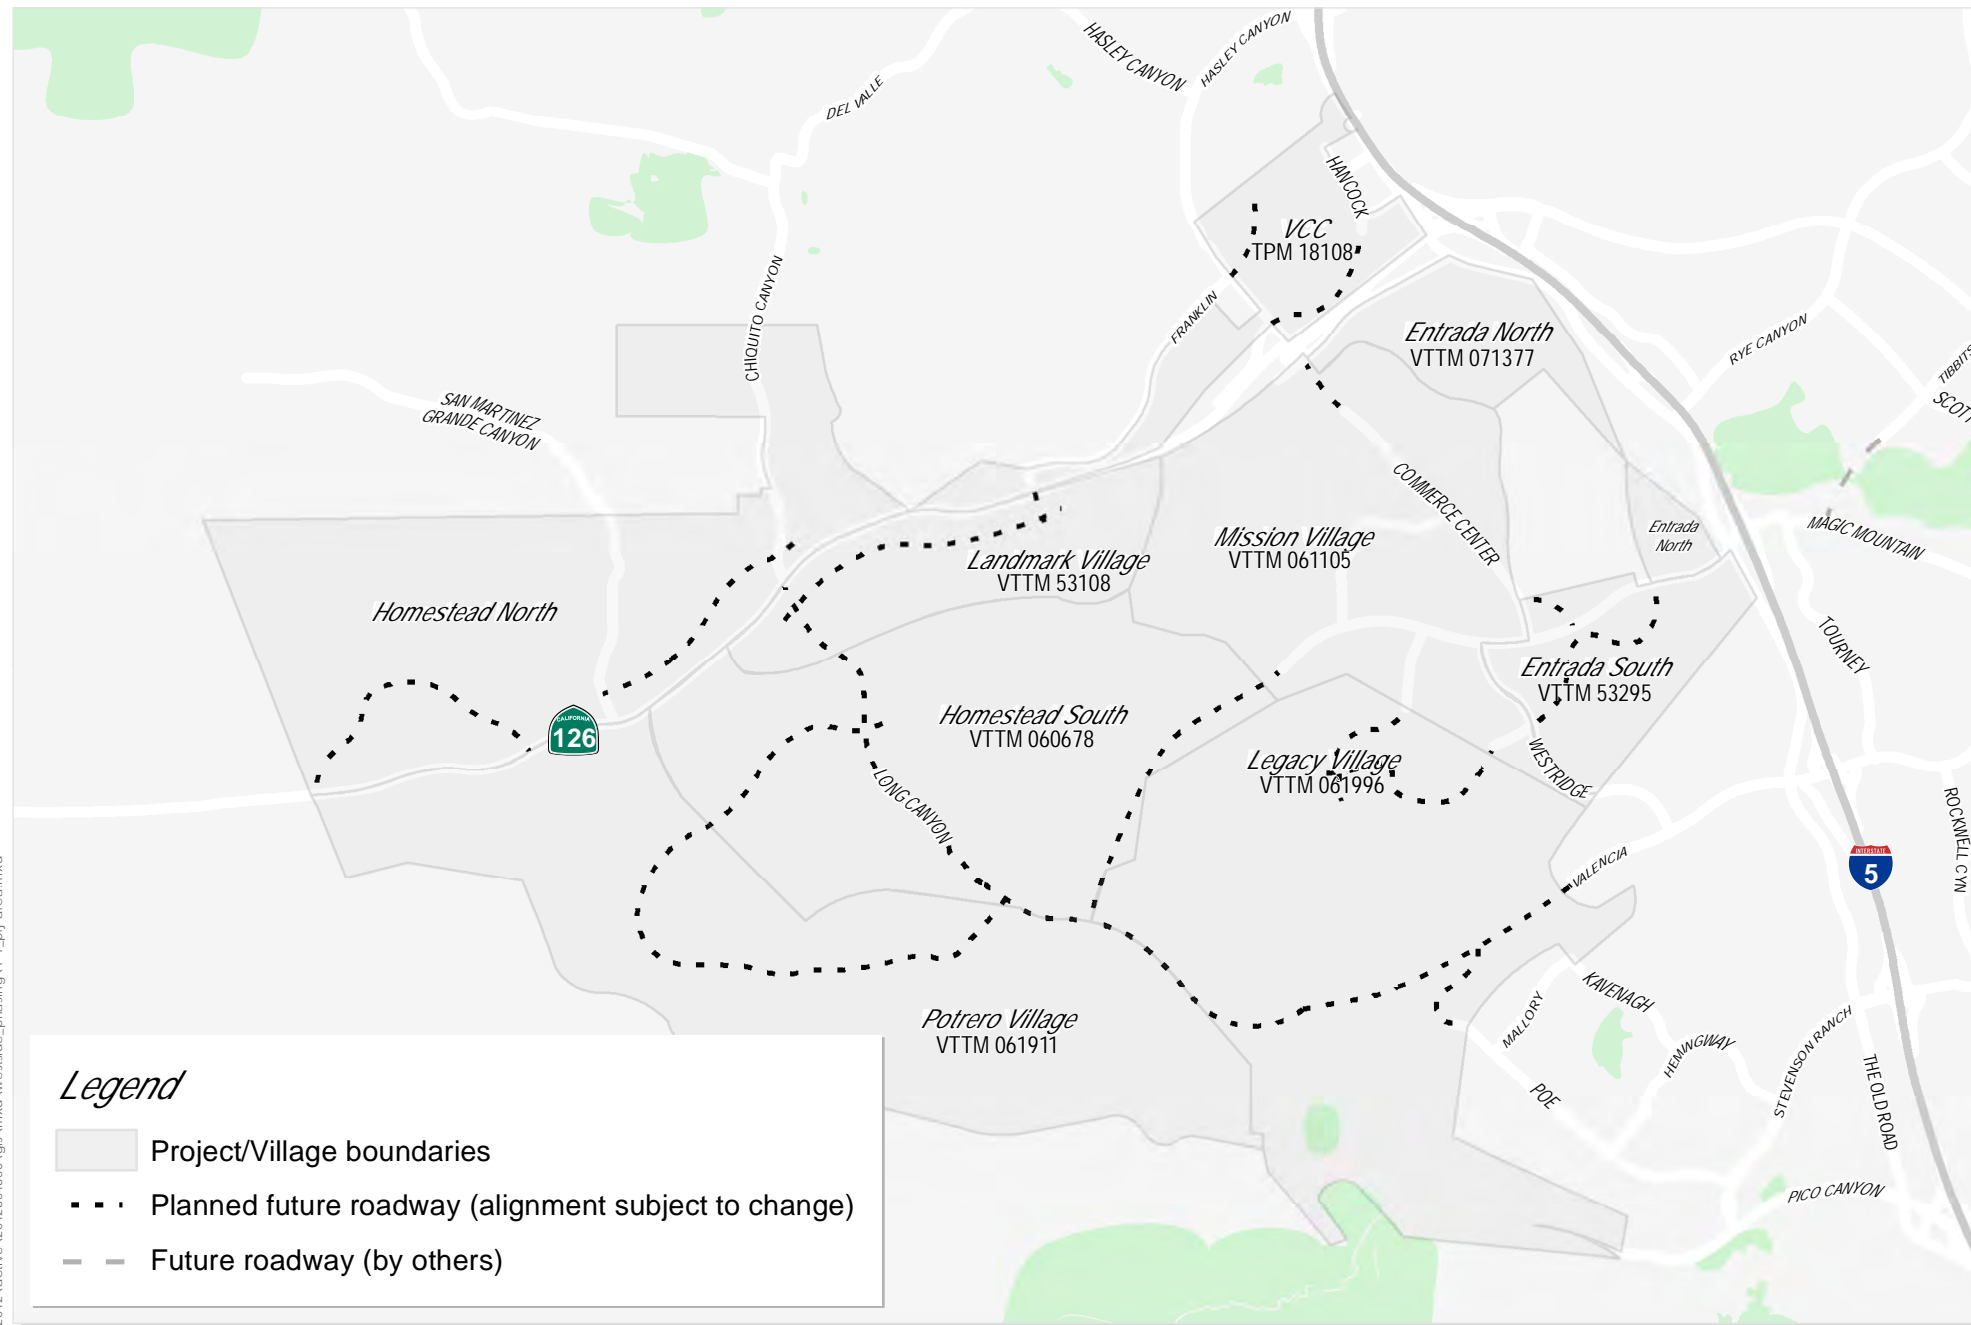 HASLEY CANYON
HASLEY CANYON
DEL VALLE
HANCOCK
VCC
TPM 18108
CHIQUITO CANYON
FRANKLIN
Entrada North
VTTM 071377
RYE CANYON
TIBBITS
SCOTT
SAN MARTINEZ
GRANDE CANYON
COMMERCE CENTER
MAGIC MOUNTAIN
Entrada
North
Mission Village
VTTM 061105
Landmark Village
VTTM 53108
Homestead North
TOURNEY
Entrada South
VTTM 53295
Homestead South
VTTM 060678
CALIFORNIA
126
Legacy Village
VTTM 061996
WESTRIDGE
LONG CANYON
ROCKWELL CYN
VALENCIA
INTERSTATE
5
KAVENAGH
MALLORY
HEMINGWAY
STEVENSON RANCH
THE OLD ROAD
POE
Potrero Village
VTTM 061911
PICO CANYON
Legend
Project/Village boundaries
Planned future roadway (alignment subject to change)
Future roadway (by others)